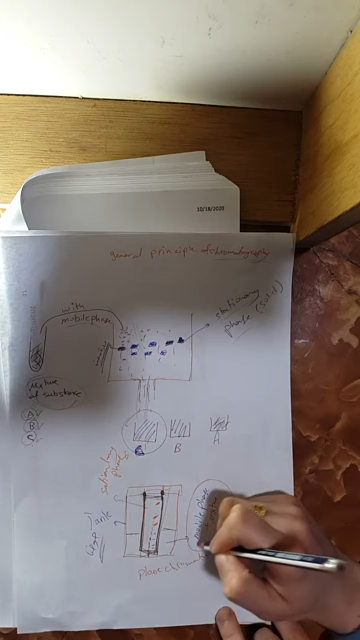 10/18/2020
general principle of chromatography
with
mobile phase
stationary
phase (solid)
mixture
of substance
A
B
C
B
A
stationary phase
tank
mobile phase
plane